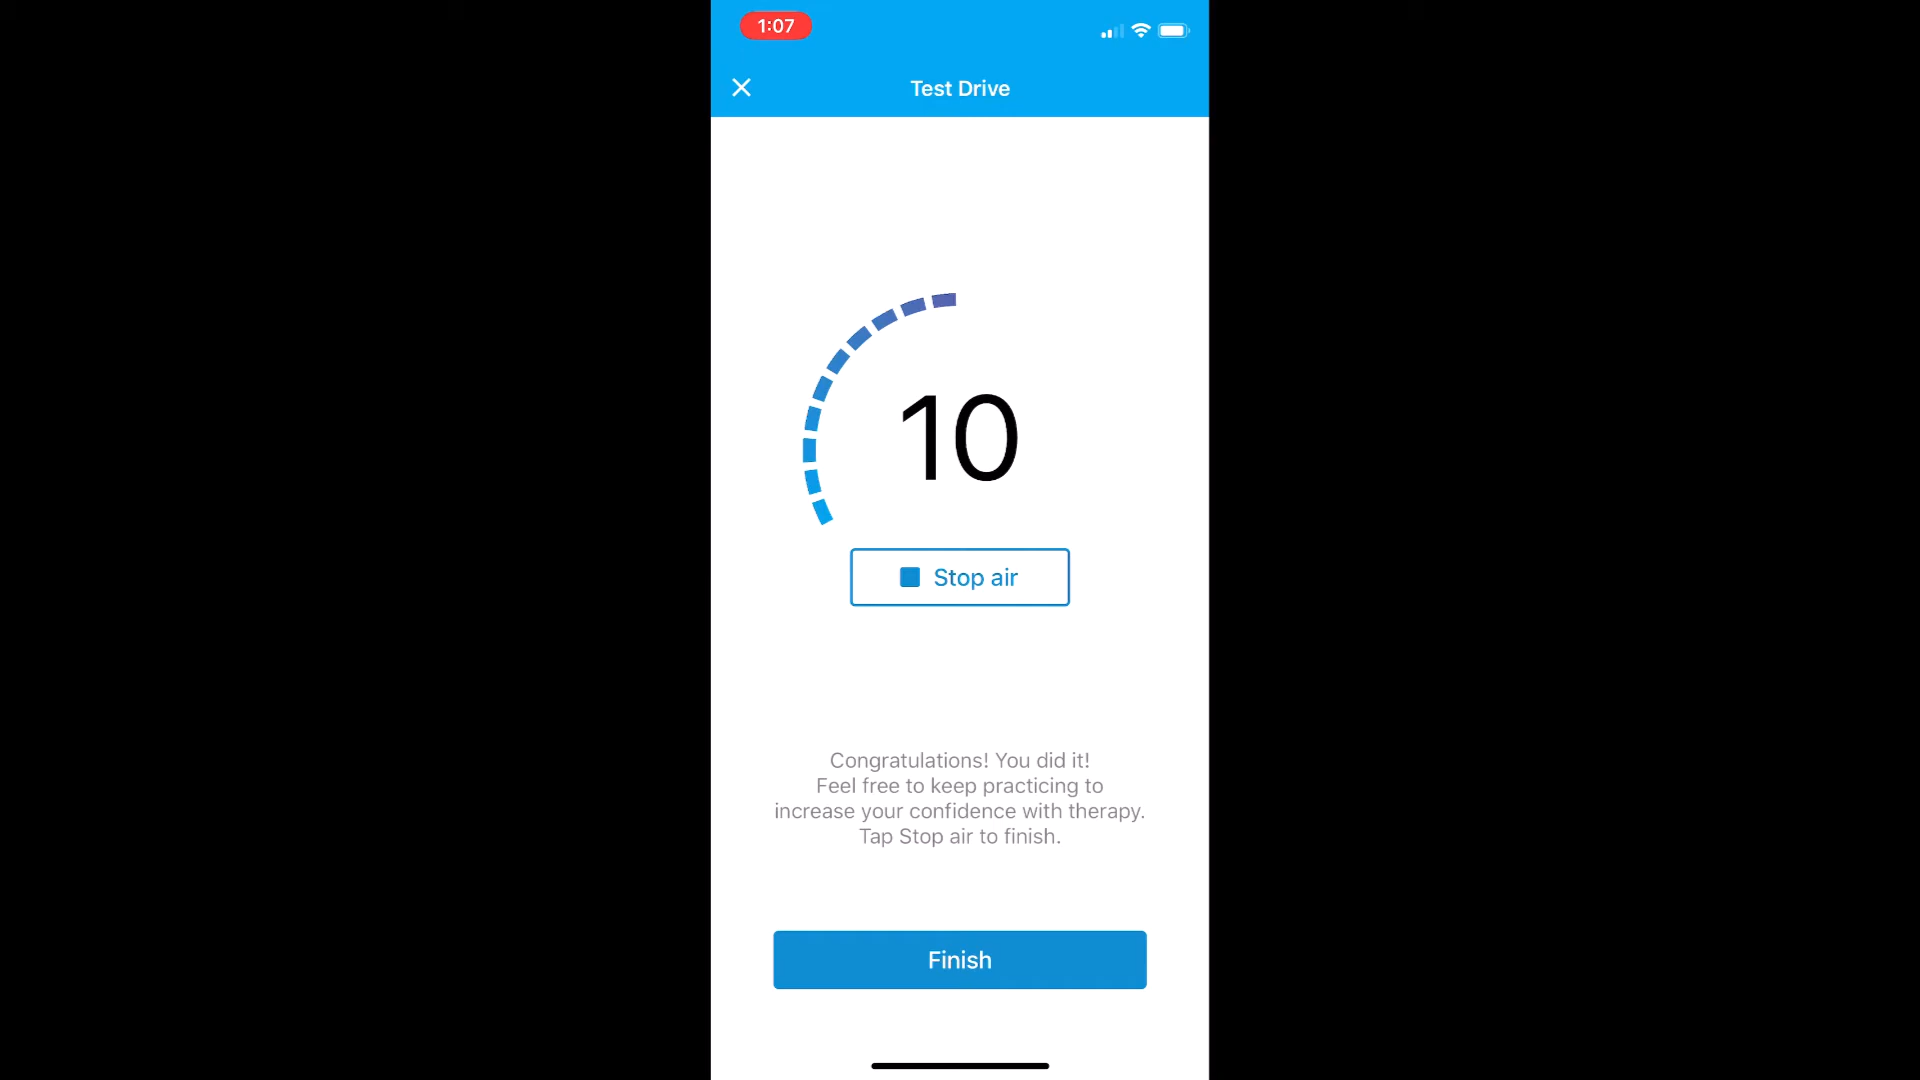 1:07
Test Drive
10
Stop air
Congratulations! You did it!
Feel free to keep practicing to
increase your confidence with therapy.
Tap Stop air to finish.
Finish